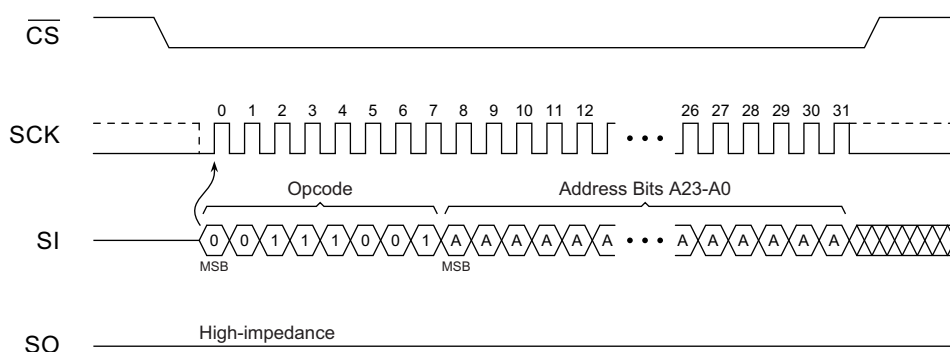 CS
0 1 2 3 4 5 6 7 8 9 10 11 12 26 27 28 29 30 31
SCK
Opcode Address Bits A23-A0
SI 0 0 1 1 1 0 0 1 A A A A A A A A A A A A
MSB MSB
High-impedance
SO